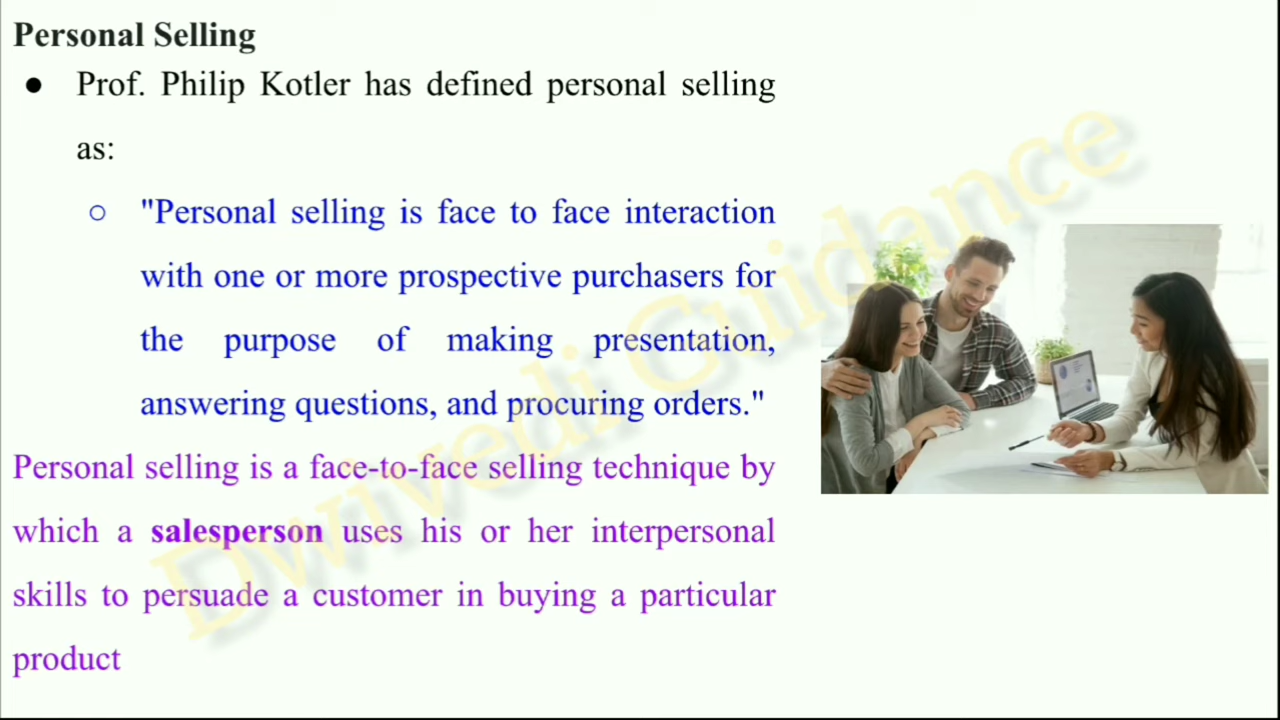 Personal Selling
● Prof. Philip Kotler has defined personal selling
as:
○ "Personal selling is face to face interaction
with one or more prospective purchasers for
the purpose of making presentation,
answering questions, and procuring orders."
Personal selling is a face-to-face selling technique by
which a salesperson uses his or her interpersonal
skills to persuade a customer in buying a particular
product
Dwivedi Guidance